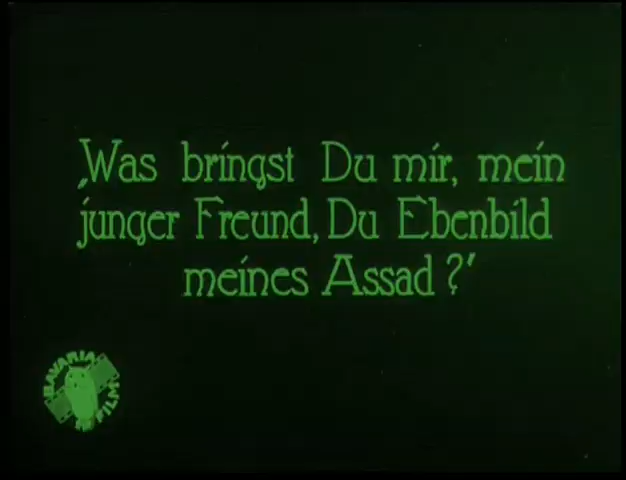 ‚Was bringst Du mir, mein
junger Freund, Du Ebenbild
meines Assad?'
BAVARIA
FILM